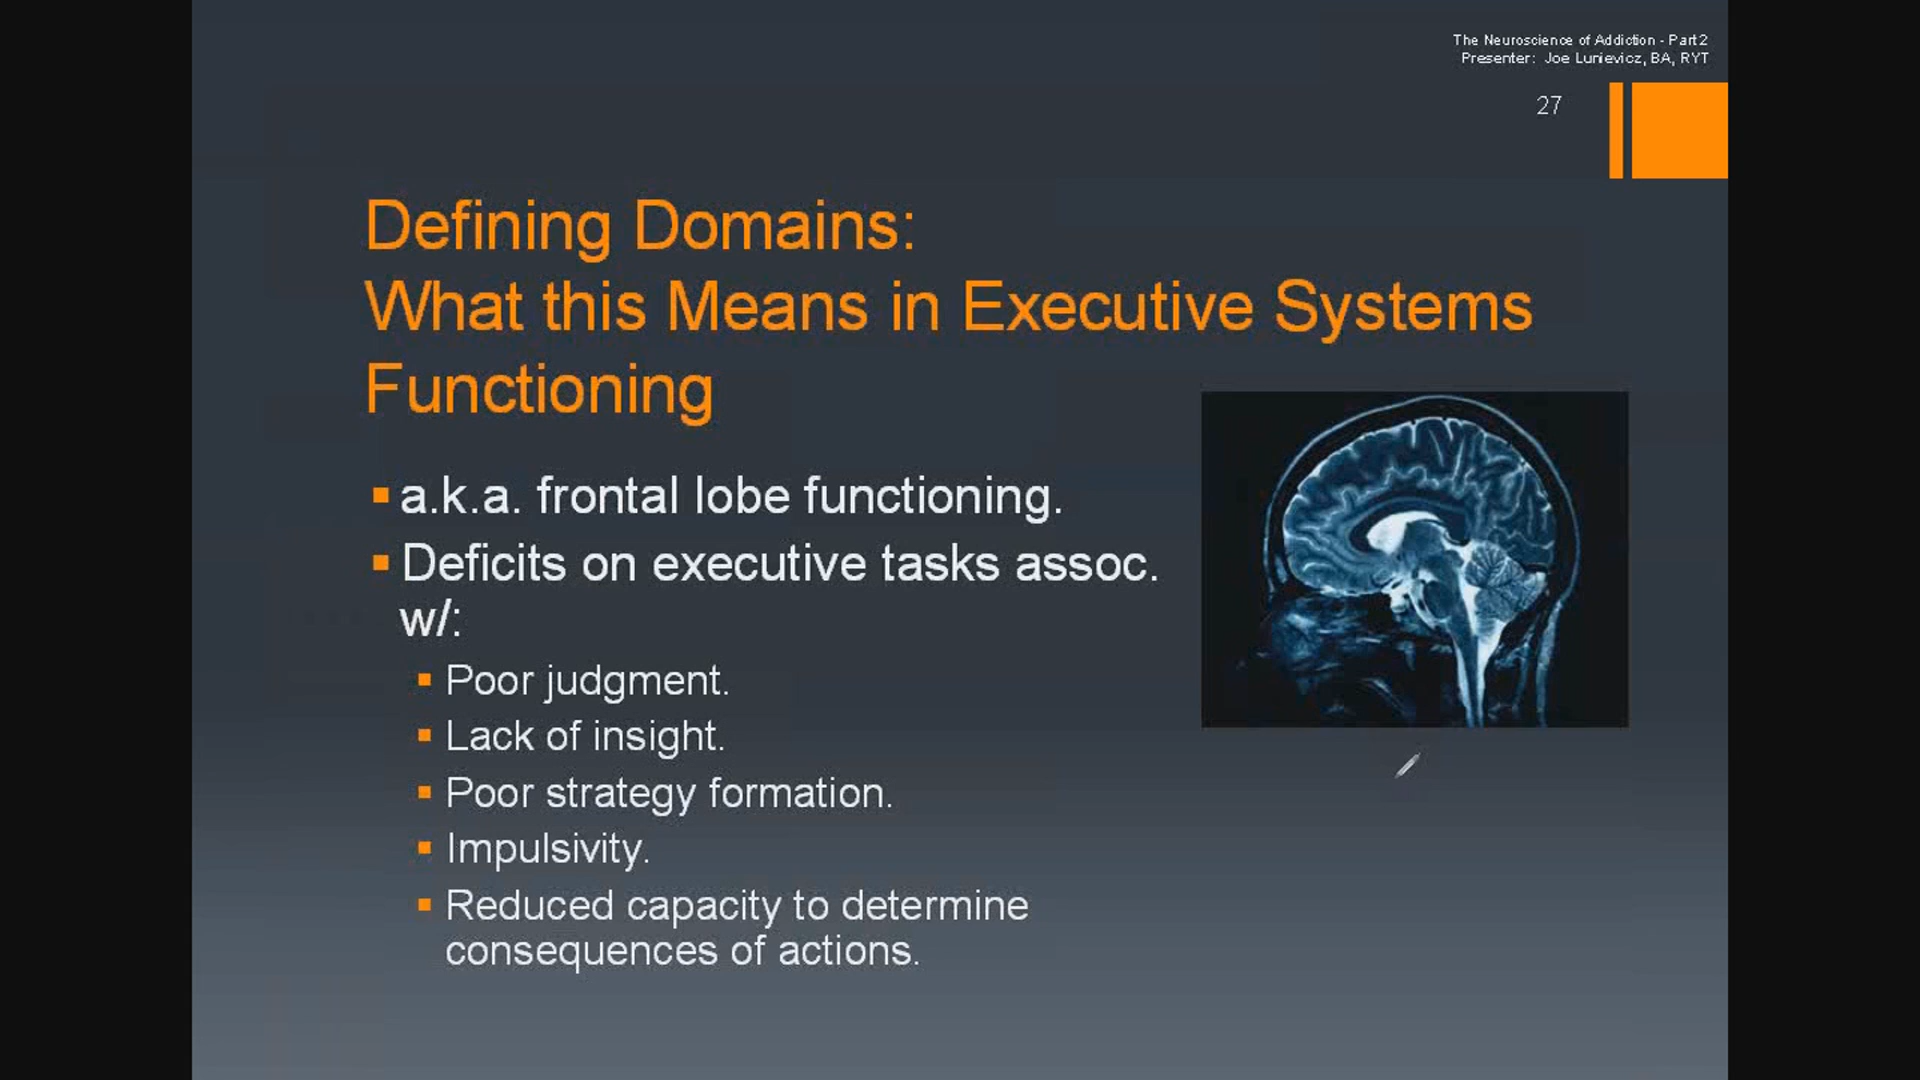 The Neuroscience of Addiction - Part 2
Presenter: Joe Lunievicz, BA, RYT
27
Defining Domains:
What this Means in Executive Systems
Functioning
a.k.a. frontal lobe functioning.
Deficits on executive tasks assoc.
w/:
Poor judgment.
Lack of insight.
Poor strategy formation.
Impulsivity.
Reduced capacity to determine
consequences of actions.